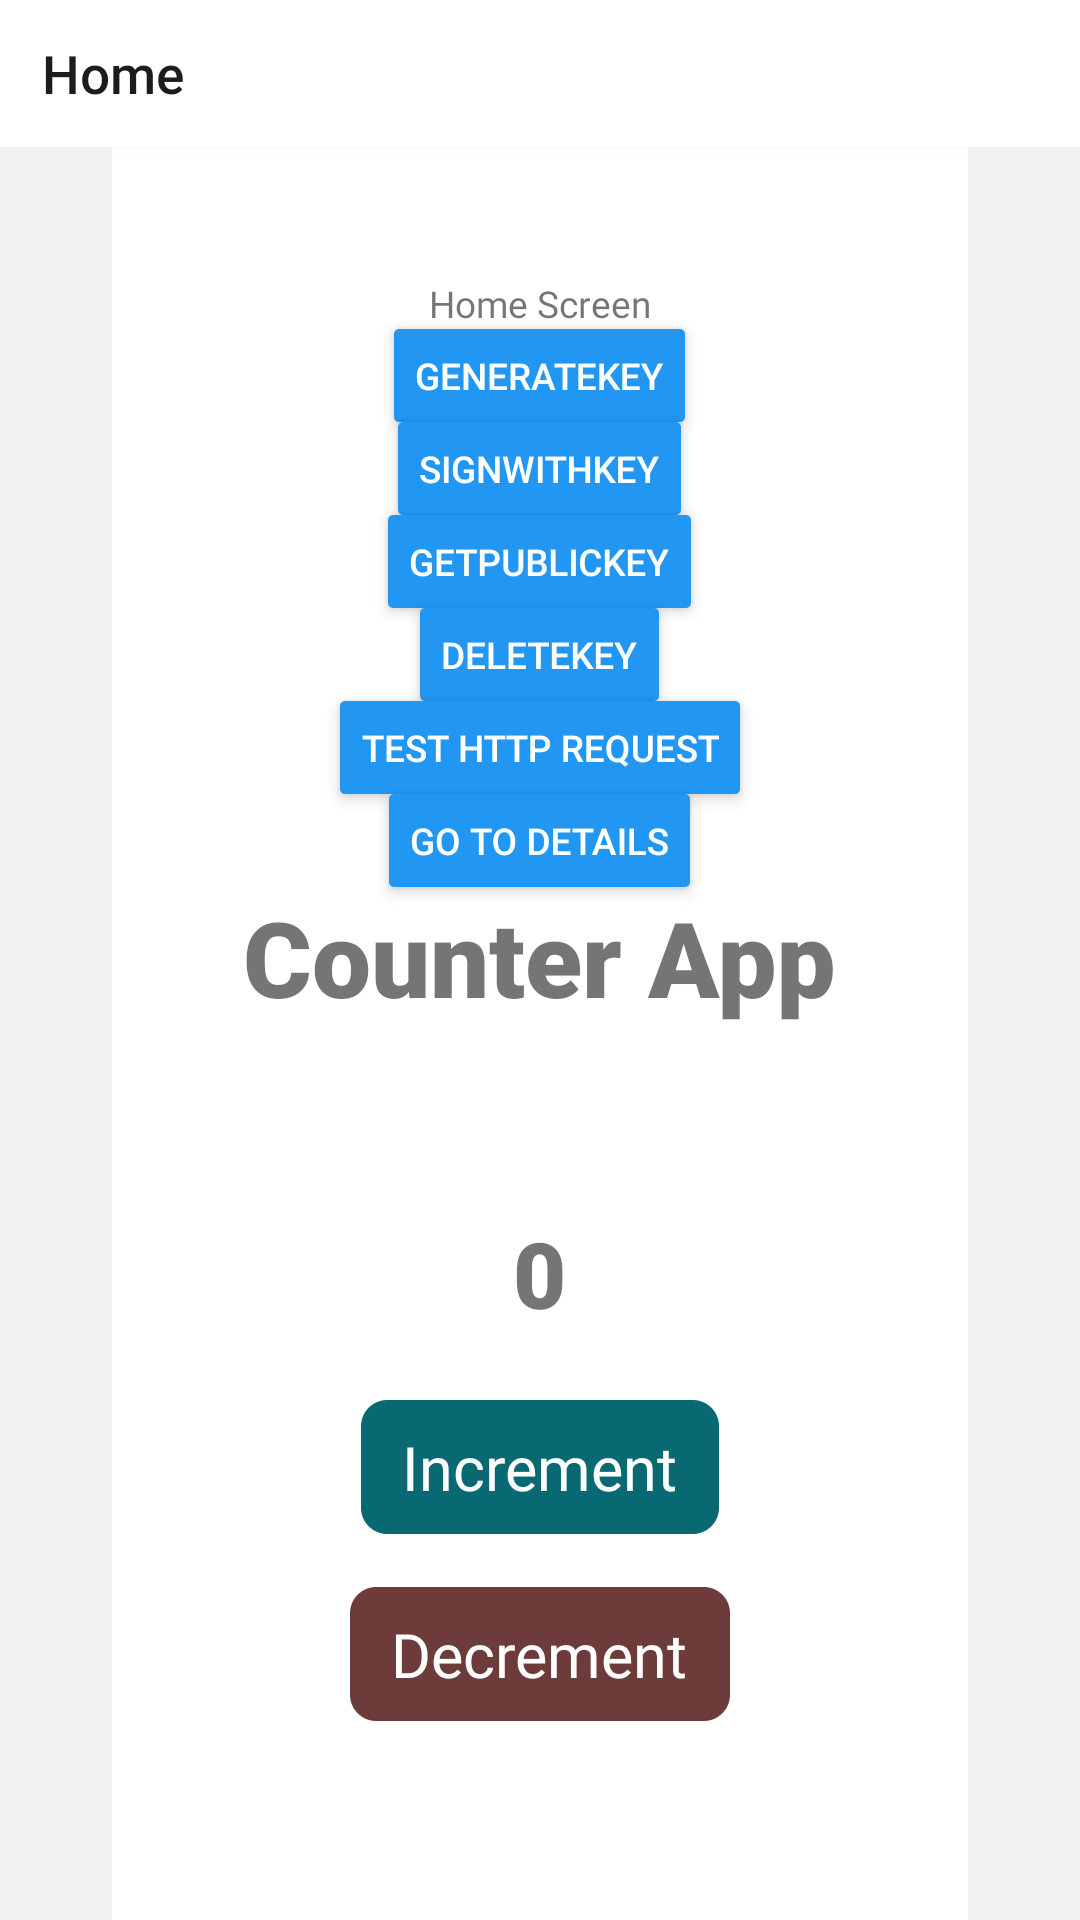 Home
Home Screen
GENERATEKEY
SIGNWITHKEY
GETPUBLICKEY
DELETEKEY
TEST HTTP REQUEST
GO TO DETAILS
Counter App
0
Increment
Decrement